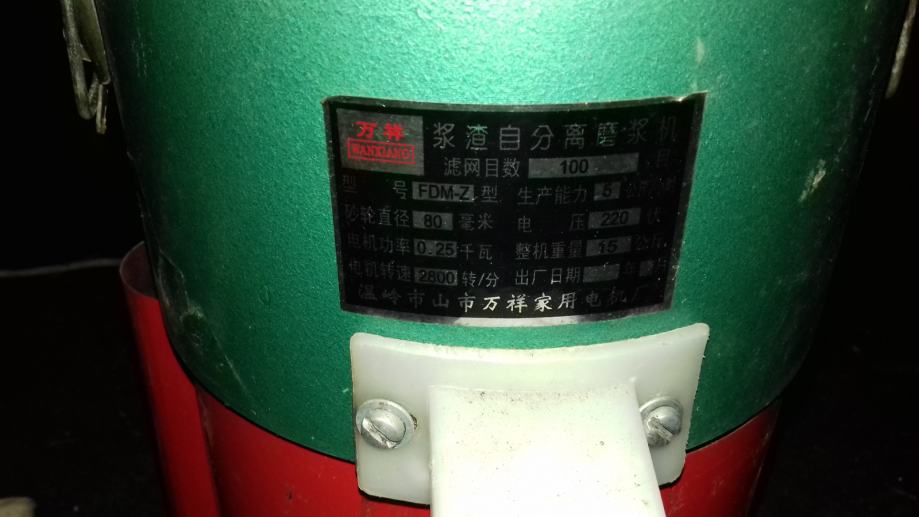 万祥
WANXIANG
浆渣自分离磨浆机
滤网目数 100 目
型 号 FDM-Z 型 生产能力 5
砂轮直径 80 毫米 电 压 220 伏
电机功率 0.25 千瓦 整机重量 15 公斤
电机转速 2800 转/分 出厂日期 年
温岭市山市万祥家用电机厂